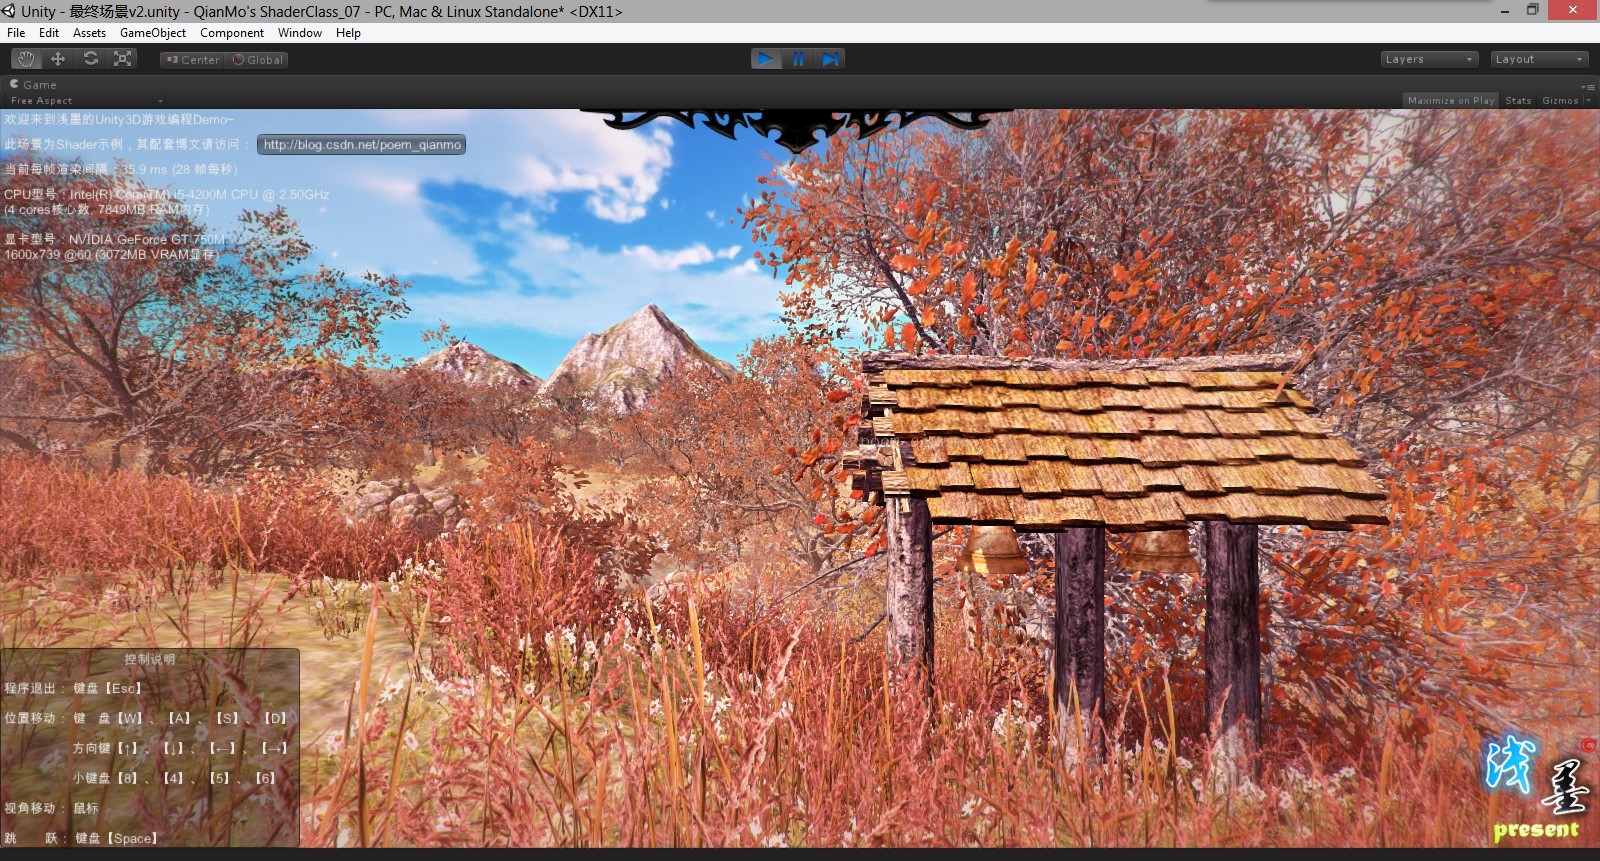 Unity - 最终场景v2.unity - QianMo's ShaderClass_07 - PC, Mac & Linux Standalone* <DX11>
File Edit Assets GameObject Component Window Help
Center Global Layers Layout
Game
Free Aspect Maximize on Play Stats Gizmos
欢迎来到浅墨的Unity3D游戏编程Demo~
此场景为Shader示例，其配套博文请访问： http://blog.csdn.net/poem_qianmo
当前每帧渲染间隔：35.9 ms (28 帧每秒)
CPU型号：Intel(R) Core(TM) i5-4200M CPU @ 2.50GHz
(4 cores核心数, 7849MB RAM内存)
显卡型号：NVIDIA GeForce GT 750M
1600x739 @60 (3072MB VRAM显存)
控制说明
程序退出： 键盘【Esc】
位置移动： 键 盘【W】、【A】、【S】、【D】
方向键【↑】、【↓】、【←】、【→】
小键盘【8】、【4】、【5】、【6】
视角移动： 鼠标
跳 跃： 键盘【Space】
浅墨
present